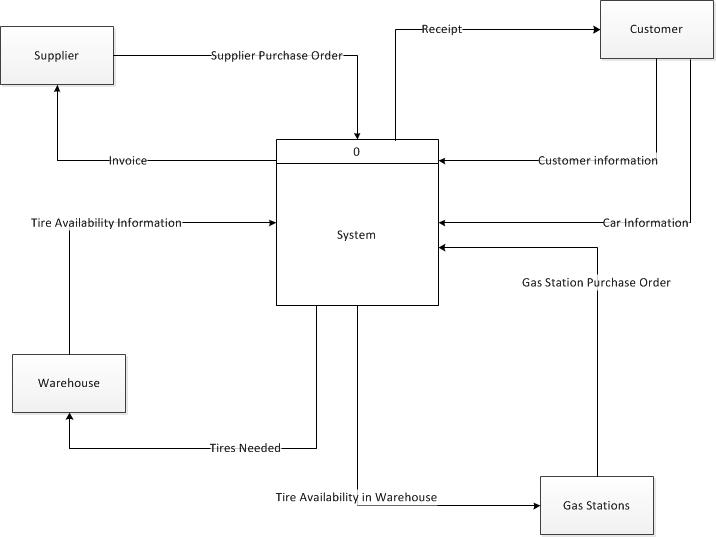 Receipt
Customer
Supplier
Supplier Purchase Order
0
Invoice
Customer information
Tire Availability Information
Car Information
System
Gas Station Purchase Order
Warehouse
Tires Needed
Tire Availability in Warehouse
Gas Stations